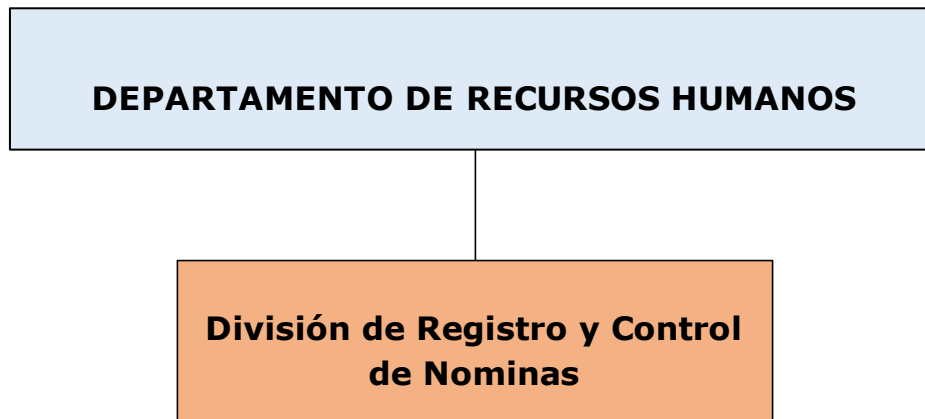 DEPARTAMENTO DE RECURSOS HUMANOS
División de Registro y Control
de Nominas